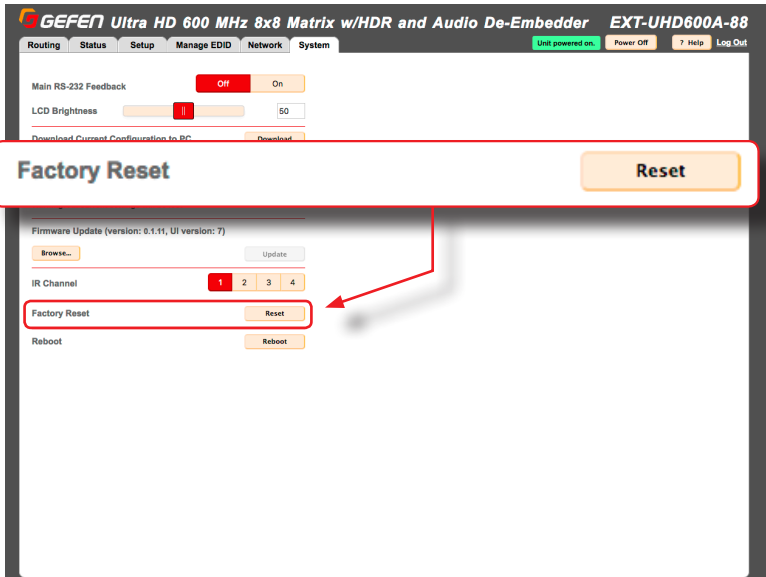 GEFEN Ultra HD 600 MHz 8x8 Matrix w/HDR and Audio De-Embedder EXT-UHD600A-88
Routing Status Setup Manage EDID Network System Unit powered on. Power Off ? Help Log Out
Main RS-232 Feedback Off On
LCD Brightness 50
Download Current Configuration to PC Download
Factory Reset Reset
Firmware Update (version: 0.1.11, UI version: 7)
Browse... Update
IR Channel 1 2 3 4
Factory Reset Reset
Reboot Reboot